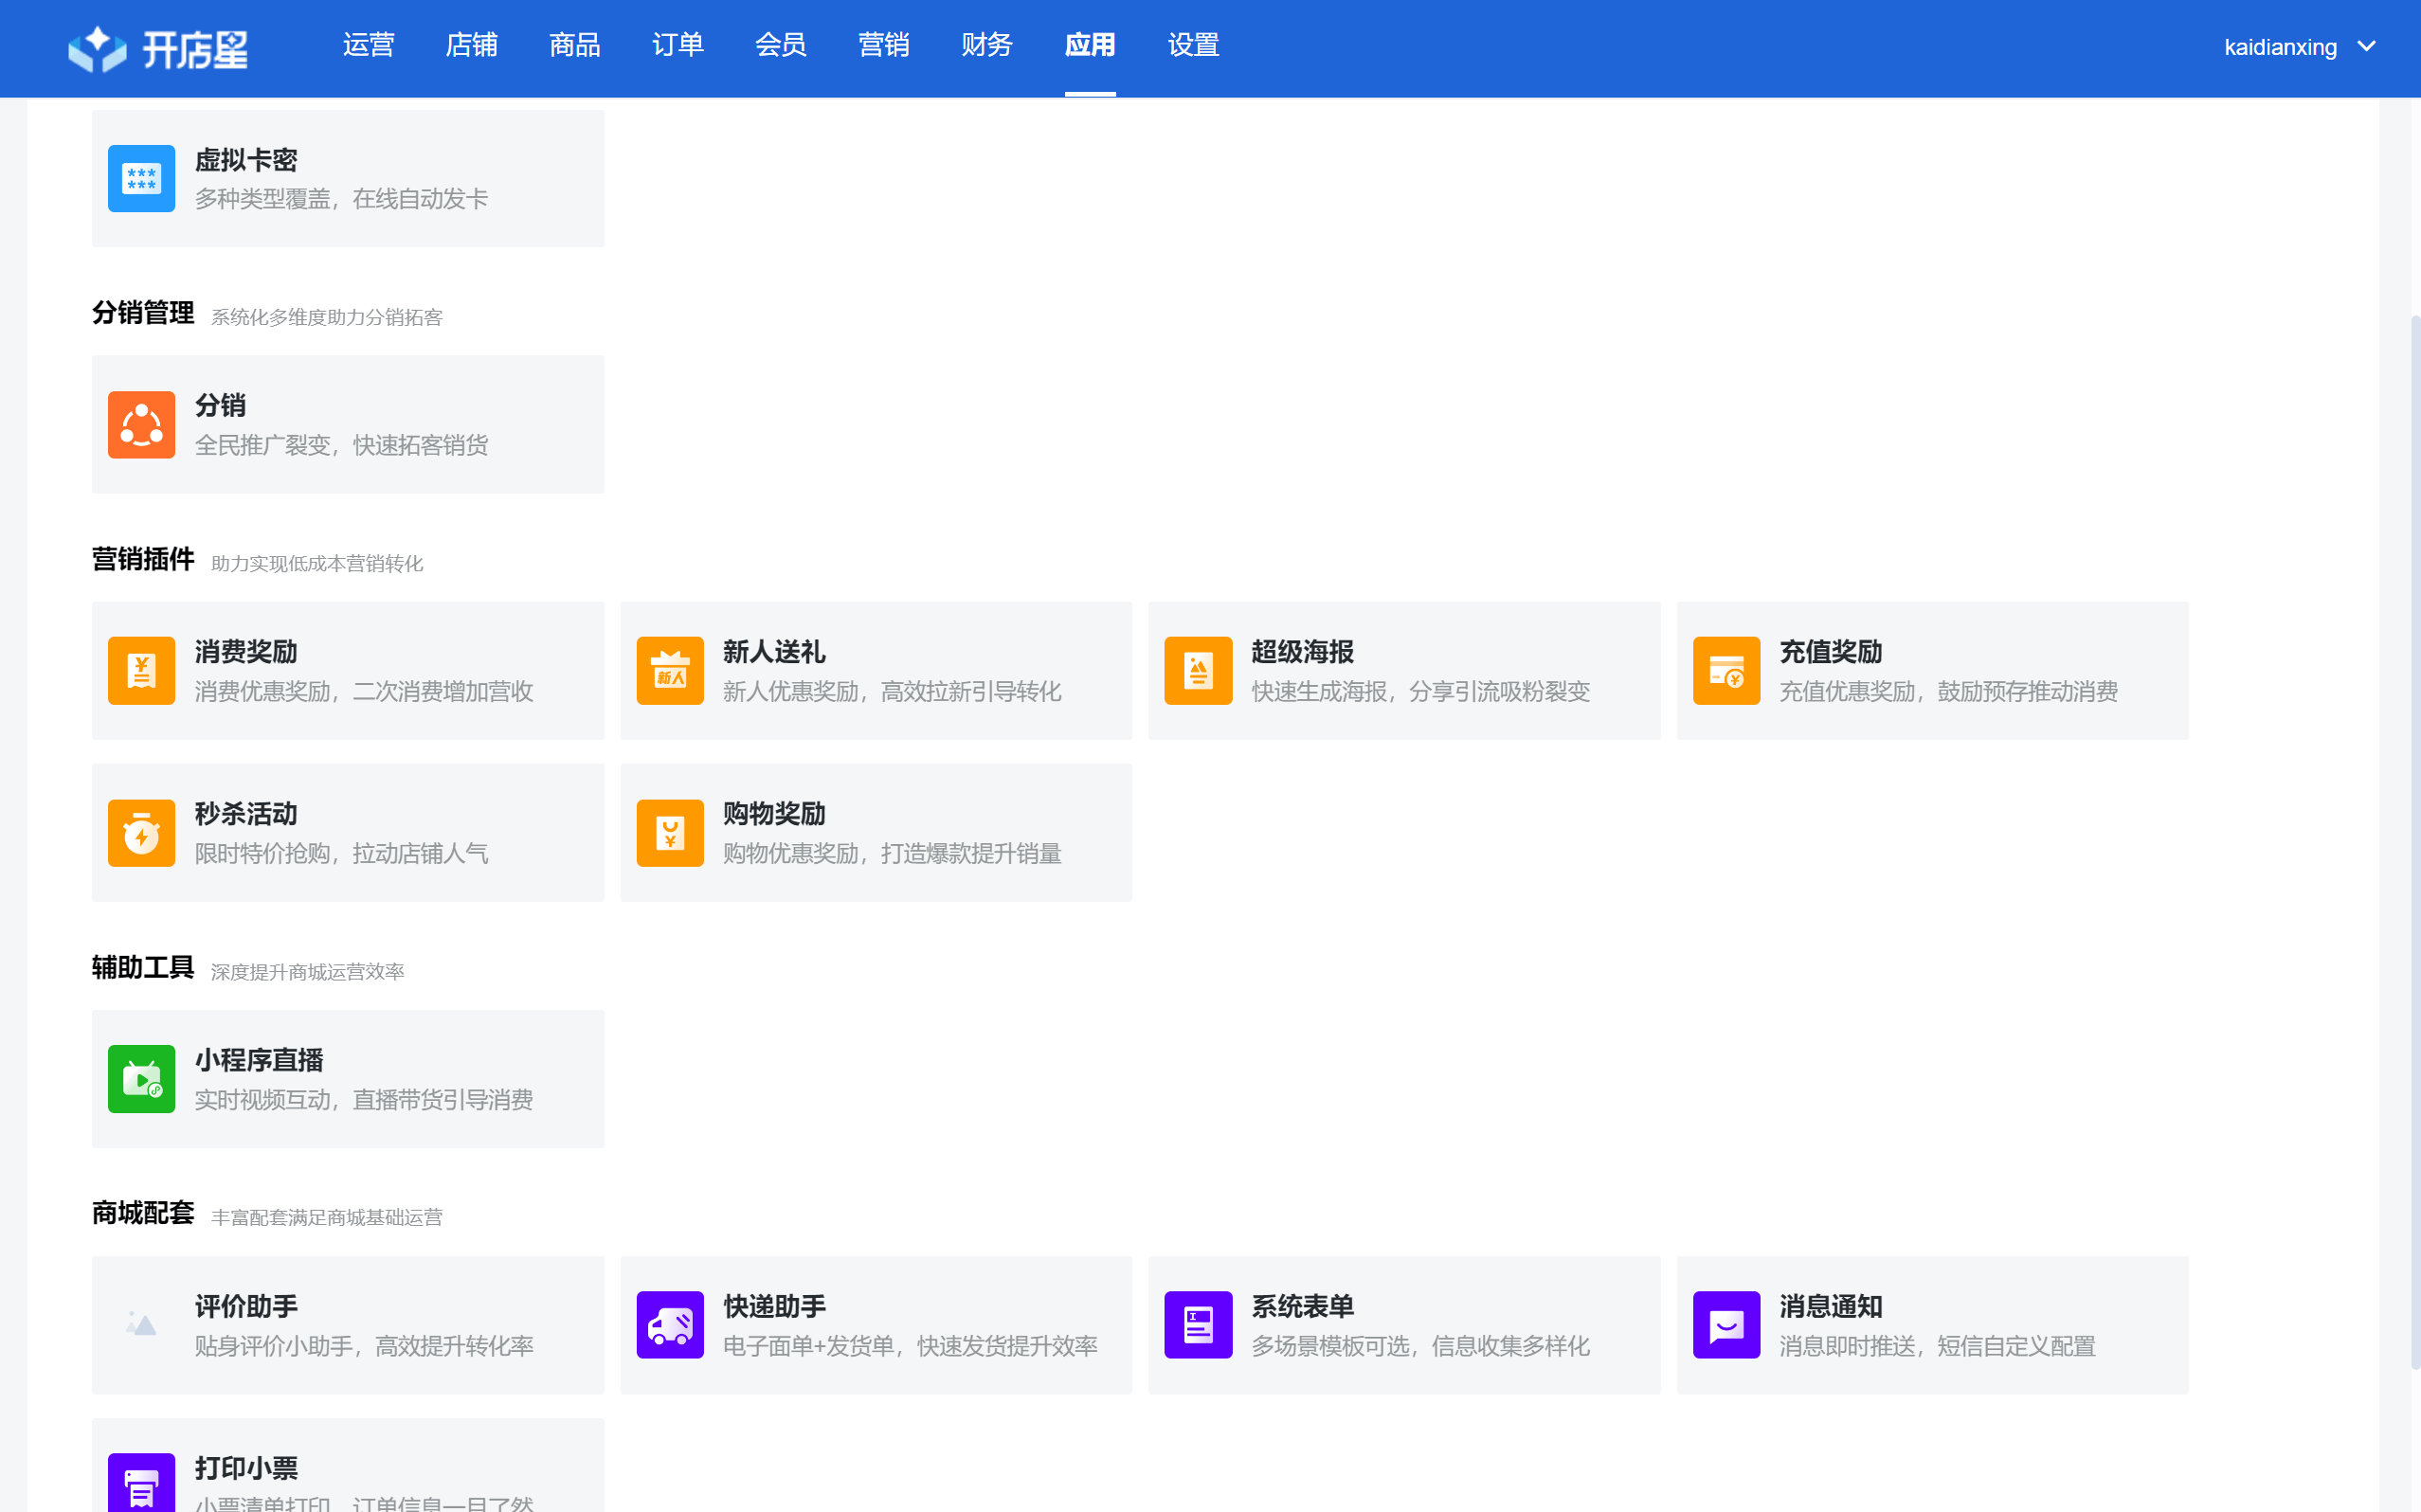 开店星
运营 店铺 商品 订单 会员 营销 财务 应用 设置
kaidianxing
虚拟卡密
多种类型覆盖，在线自动发卡
分销管理 系统化多维度助力分销拓客
分销
全民推广裂变，快速拓客销货
营销插件 助力实现低成本营销转化
消费奖励
消费优惠奖励，二次消费增加营收
新人
新人送礼
新人优惠奖励，高效拉新引导转化
超级海报
快速生成海报，分享引流吸粉裂变
充值奖励
充值优惠奖励，鼓励预存推动消费
秒杀活动
限时特价抢购，拉动店铺人气
购物奖励
购物优惠奖励，打造爆款提升销量
辅助工具 深度提升商城运营效率
小程序直播
实时视频互动，直播带货引导消费
商城配套 丰富配套满足商城基础运营
评价助手
贴身评价小助手，高效提升转化率
快递助手
电子面单+发货单，快速发货提升效率
系统表单
多场景模板可选，信息收集多样化
消息通知
消息即时推送，短信自定义配置
打印小票
小票清单打印，订单信息一目了然